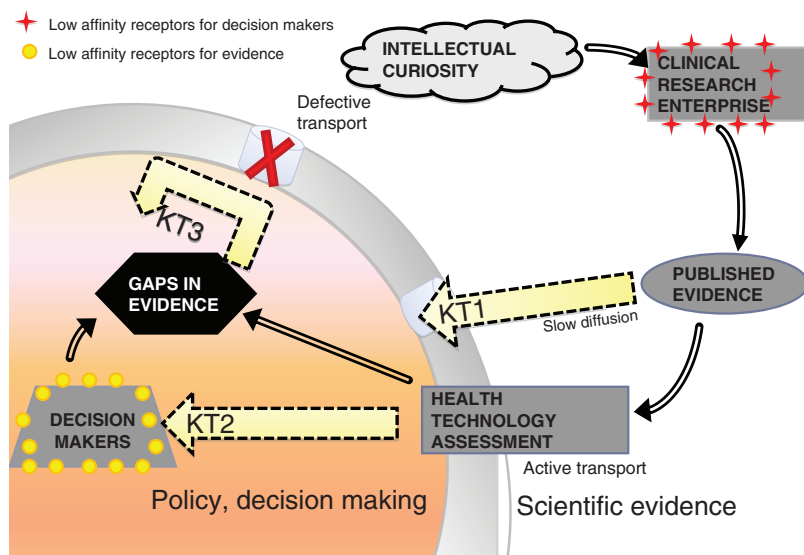 Low affinity receptors for decision makers
Low affinity receptors for evidence
INTELLECTUAL
CURIOSITY
CLINICAL
RESEARCH
ENTERPRISE
Defective
transport
KT3
GAPS IN
EVIDENCE
PUBLISHED
EVIDENCE
KT1
Slow diffusion
DECISION
MAKERS
KT2
HEALTH
TECHNOLOGY
ASSESSMENT
Active transport
Policy, decision making
Scientific evidence